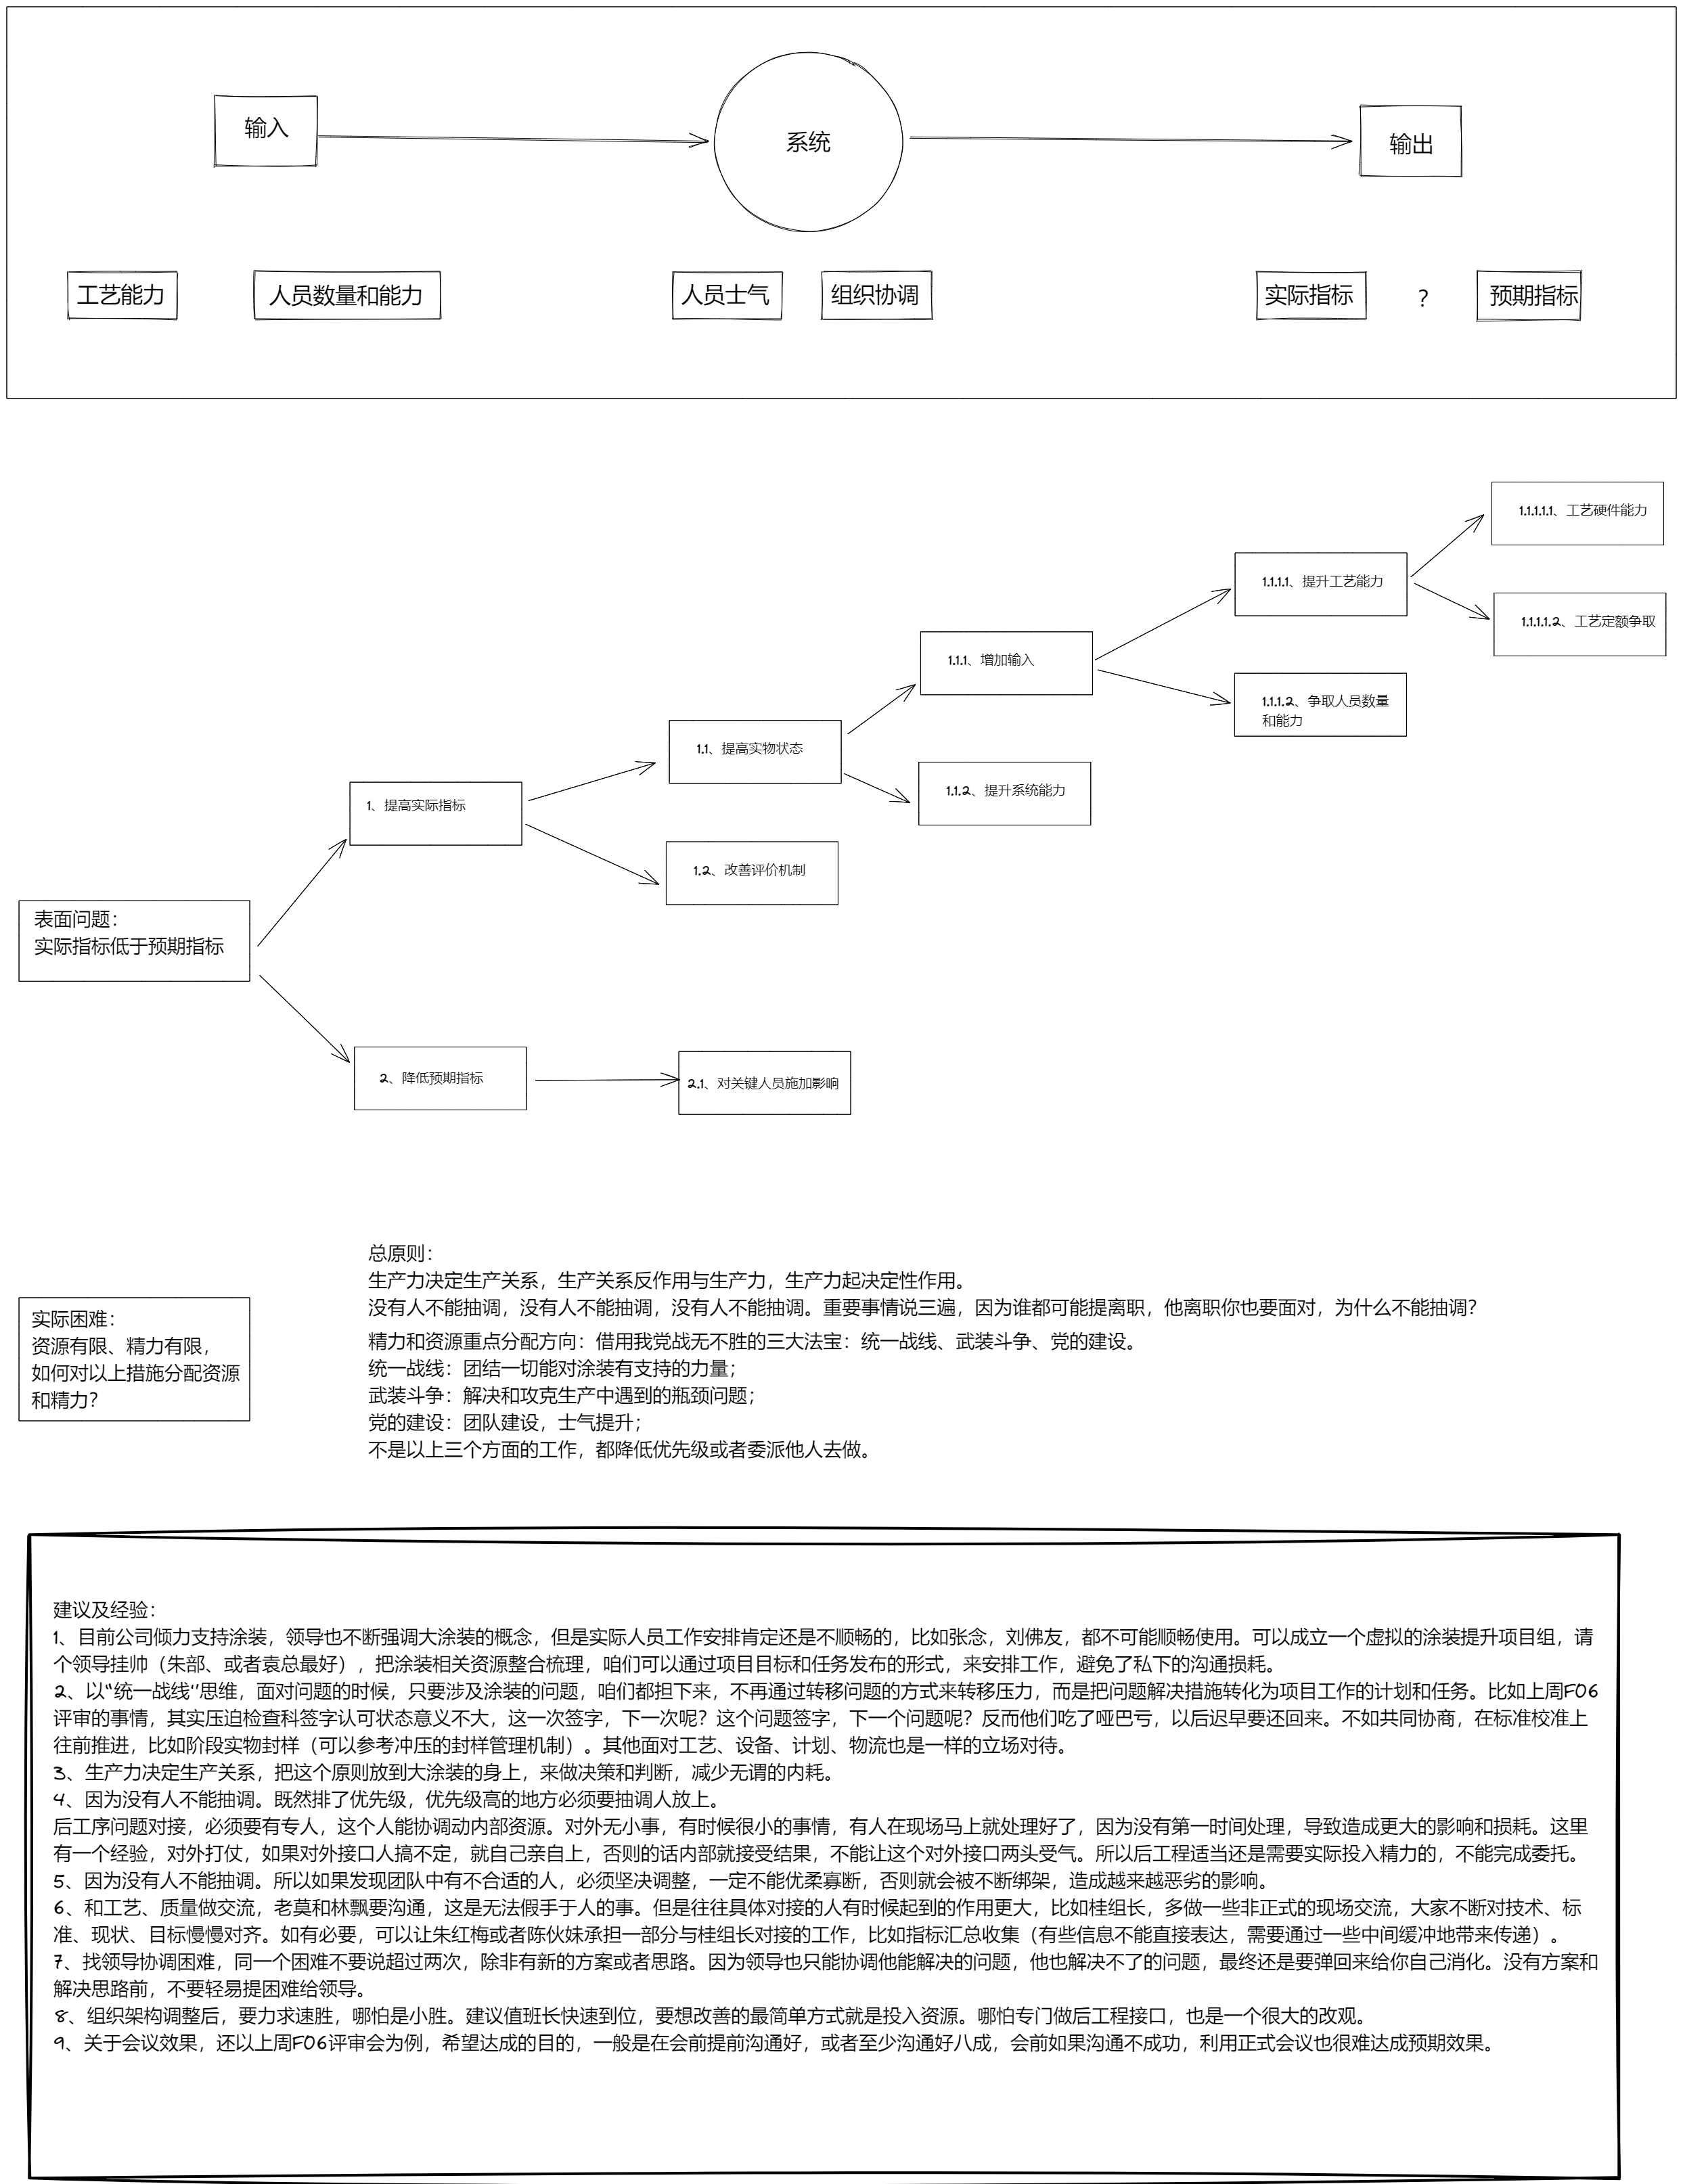 输入
系统
输出
工艺能力
人员数量和能力
人员士气
组织协调
实际指标
?
预期指标
1.1.1.1.1、工艺硬件能力
1.1.1.1、提升工艺能力
1.1.1.1.2、工艺定额争取
1.1.1、增加输入
1.1.1.2、争取人员数量
和能力
1.1、提高实物状态
1.1.2、提升系统能力
1、提高实际指标
1.2、改善评价机制
表面问题：
实际指标低于预期指标
2、降低预期指标
2.1、对关键人员施加影响
总原则：
生产力决定生产关系，生产关系反作用与生产力，生产力起决定性作用。
没有人不能抽调，没有人不能抽调，没有人不能抽调。重要事情说三遍，因为谁都可能提离职，他离职你也要面对，为什么不能抽调？
精力和资源重点分配方向：借用我党战无不胜的三大法宝：统一战线、武装斗争、党的建设。
统一战线：团结一切能对涂装有支持的力量；
武装斗争：解决和攻克生产中遇到的瓶颈问题；
党的建设：团队建设，士气提升；
不是以上三个方面的工作，都降低优先级或者委派他人去做。
实际困难：
资源有限、精力有限，
如何对以上措施分配资源
和精力？
建议及经验：
1、目前公司倾力支持涂装，领导也不断强调大涂装的概念，但是实际人员工作安排肯定还是不顺畅的，比如张念，刘佛友，都不可能顺畅使用。可以成立一个虚拟的涂装提升项目组，请
个领导挂帅（朱部、或者袁总最好），把涂装相关资源整合梳理，咱们可以通过项目目标和任务发布的形式，来安排工作，避免了私下的沟通损耗。
2、以“统一战线”思维，面对问题的时候，只要涉及涂装的问题，咱们都担下来，不再通过转移问题的方式来转移压力，而是把问题解决措施转化为项目工作的计划和任务。比如上周F06
评审的事情，其实压迫检查科签字认可状态意义不大，这一次签字，下一次呢？这个问题签字，下一个问题呢？反而他们吃了哑巴亏，以后迟早要还回来。不如共同协商，在标准校准上
往前推进，比如阶段实物封样（可以参考冲压的封样管理机制）。其他面对工艺、设备、计划、物流也是一样的立场对待。
3、生产力决定生产关系，把这个原则放到大涂装的身上，来做决策和判断，减少无谓的内耗。
4、因为没有人不能抽调。既然排了优先级，优先级高的地方必须要抽调人放上。
后工序问题对接，必须要有专人，这个人能协调动内部资源。对外无小事，有时候很小的事情，有人在现场马上就处理好了，因为没有第一时间处理，导致造成更大的影响和损耗。这里
有一个经验，对外打仗，如果对外接口人搞不定，就自己亲自上，否则的话内部就接受结果，不能让这个对外接口两头受气。所以后工程适当还是需要实际投入精力的，不能完成委托。
5、因为没有人不能抽调。所以如果发现团队中有不合适的人，必须坚决调整，一定不能优柔寡断，否则就会被不断绑架，造成越来越恶劣的影响。
6、和工艺、质量做交流，老莫和林飘要沟通，这是无法假手于人的事。但是往往具体对接的人有时候起到的作用更大，比如桂组长，多做一些非正式的现场交流，大家不断对技术、标
准、现状、目标慢慢对齐。如有必要，可以让朱红梅或者陈伙妹承担一部分与桂组长对接的工作，比如指标汇总收集（有些信息不能直接表达，需要通过一些中间缓冲地带来传递）。
7、找领导协调困难，同一个困难不要说超过两次，除非有新的方案或者思路。因为领导也只能协调他能解决的问题，他也解决不了的问题，最终还是要弹回来给你自己消化。没有方案和
解决思路前，不要轻易提困难给领导。
8、组织架构调整后，要力求速胜，哪怕是小胜。建议值班长快速到位，要想改善的最简单方式就是投入资源。哪怕专门做后工程接口，也是一个很大的改观。
9、关于会议效果，还以上周F06评审会为例，希望达成的目的，一般是在会前提前沟通好，或者至少沟通好八成，会前如果沟通不成功，利用正式会议也很难达成预期效果。